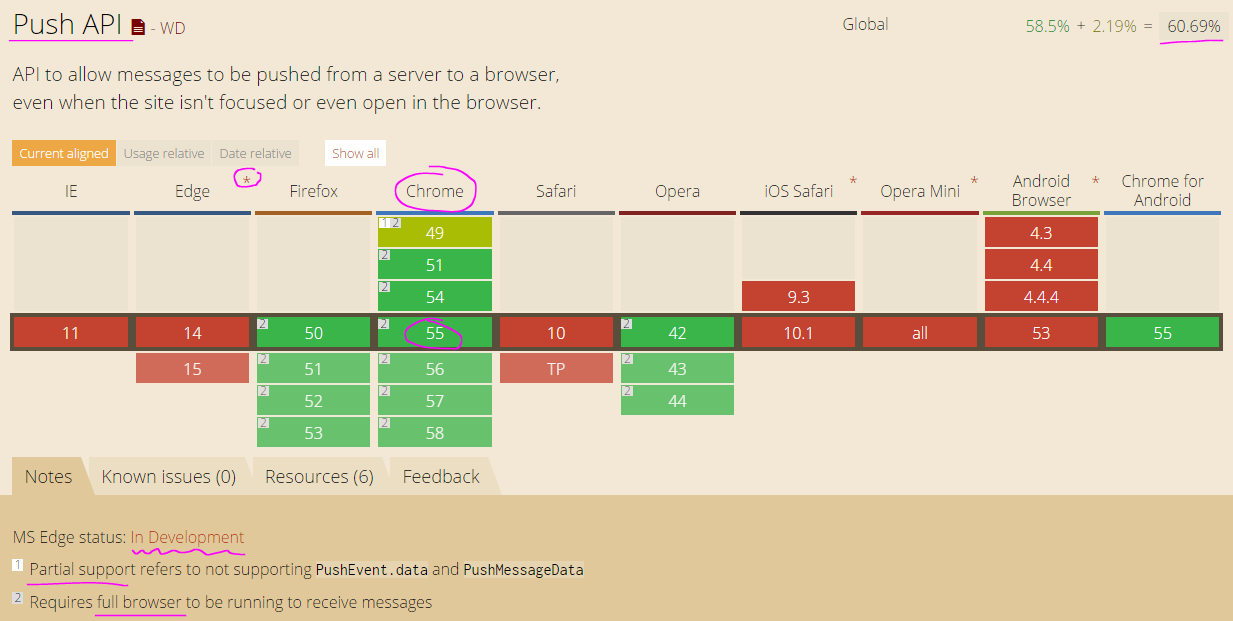 Push API - WD Global 58.5% + 2.19% = 60.69%
API to allow messages to be pushed from a server to a browser,
even when the site isn't focused or even open in the browser.
Current aligned Usage relative Date relative Show all
IE Edge * Firefox Chrome Safari Opera iOS Safari * Opera Mini * Android Browser * Chrome for Android
1 2 49 4.3
2 51 4.4
2 54 9.3 4.4.4
11 14 2 50 2 55 10 2 42 10.1 all 53 55
15 2 51 2 56 TP 2 43
2 52 2 57 2 44
2 53 2 58
Notes Known issues (0) Resources (6) Feedback
MS Edge status: In Development
1 Partial support refers to not supporting PushEvent.data and PushMessageData
2 Requires full browser to be running to receive messages